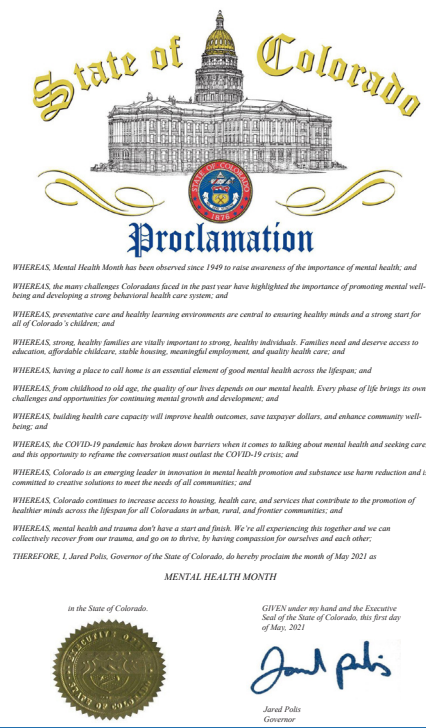 State of Colorado
STATE OF COLORADO
1876
Proclamation
WHEREAS, Mental Health Month has been observed since 1949 to raise awareness of the importance of mental health; and
WHEREAS, the many challenges Coloradans faced in the past year have highlighted the importance of promoting mental well-
being and developing a strong behavioral health care system; and
WHEREAS, preventative care and healthy learning environments are central to ensuring healthy minds and a strong start for
all of Colorado's children; and
WHEREAS, strong, healthy families are vitally important to strong, healthy individuals. Families need and deserve access to
education, affordable childcare, stable housing, meaningful employment, and quality health care; and
WHEREAS, having a place to call home is an essential element of good mental health across the lifespan; and
WHEREAS, from childhood to old age, the quality of our lives depends on our mental health. Every phase of life brings its own
challenges and opportunities for continuing mental growth and development; and
WHEREAS, building health care capacity will improve health outcomes, save taxpayer dollars, and enhance community well-
being; and
WHEREAS, the COVID-19 pandemic has broken down barriers when it comes to talking about mental health and seeking care
and this opportunity to reframe the conversation must outlast the COVID-19 crisis; and
WHEREAS, Colorado is an emerging leader in innovation in mental health promotion and substance use harm reduction and is
committed to creative solutions to meet the needs of all communities; and
WHEREAS, Colorado continues to increase access to housing, health care, and services that contribute to the promotion of
healthier minds across the lifespan for all Coloradans in urban, rural, and frontier communities; and
WHEREAS, mental health and trauma don't have a start and finish. We're all experiencing this together and we can
collectively recover from our trauma, and go on to thrive, by having compassion for ourselves and each other;
THEREFORE, I, Jared Polis, Governor of the State of Colorado, do hereby proclaim the month of May 2021 as
MENTAL HEALTH MONTH
in the State of Colorado.
GIVEN under my hand and the Executive
Seal of the State of Colorado, this first day
of May, 2021
Jared Polis
Jared Polis
Governor